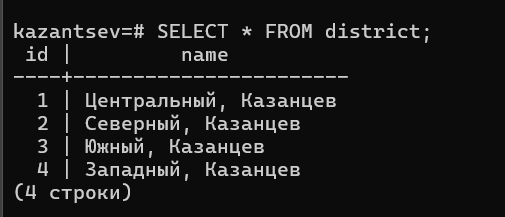 kazantsev=# SELECT * FROM district;
 id |         name
----+-----------------------
  1 | Центральный, Казанцев
  2 | Северный, Казанцев
  3 | Южный, Казанцев
  4 | Западный, Казанцев
(4 строки)